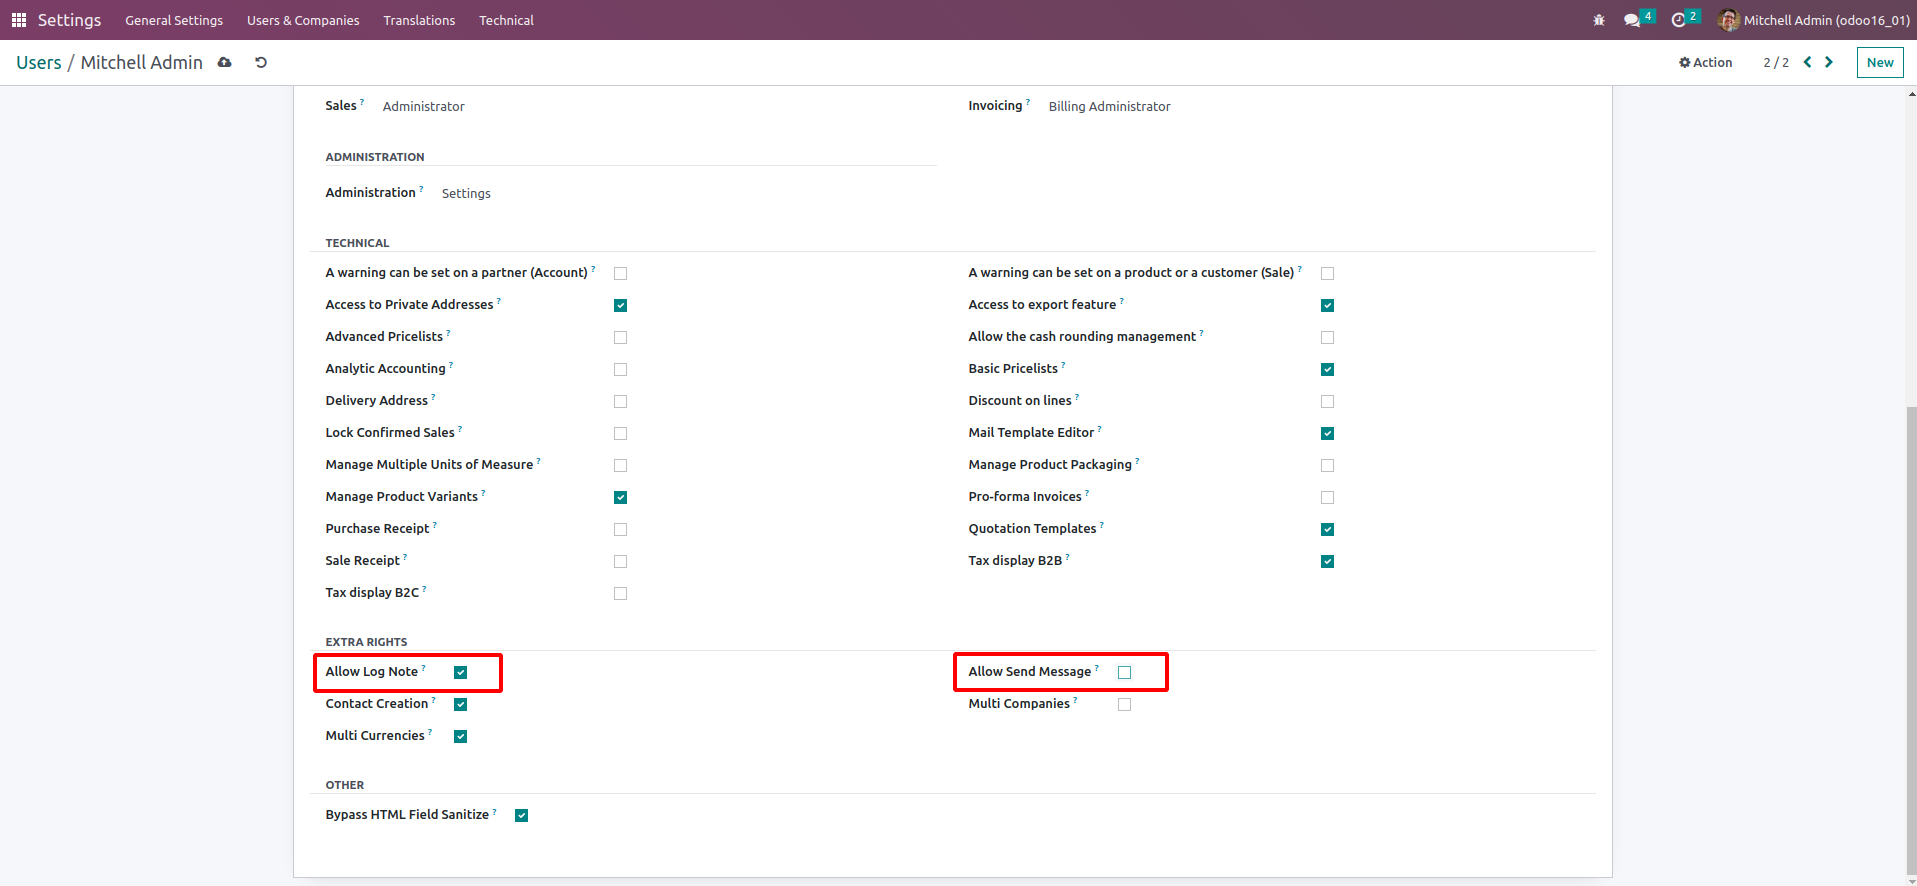 Settings General Settings Users & Companies Translations Technical 4 2 Mitchell Admin (odoo16_01)
Users / Mitchell Admin Action 2 / 2 New
Sales ? Administrator Invoicing ? Billing Administrator
ADMINISTRATION
Administration ? Settings
TECHNICAL
A warning can be set on a partner (Account) ? A warning can be set on a product or a customer (Sale) ?
Access to Private Addresses ? Access to export feature ?
Advanced Pricelists ? Allow the cash rounding management ?
Analytic Accounting ? Basic Pricelists ?
Delivery Address ? Discount on lines ?
Lock Confirmed Sales ? Mail Template Editor ?
Manage Multiple Units of Measure ? Manage Product Packaging ?
Manage Product Variants ? Pro-forma Invoices ?
Purchase Receipt ? Quotation Templates ?
Sale Receipt ? Tax display B2B ?
Tax display B2C ?
EXTRA RIGHTS
Allow Log Note ? Allow Send Message ?
Contact Creation ? Multi Companies ?
Multi Currencies ?
OTHER
Bypass HTML Field Sanitize ?